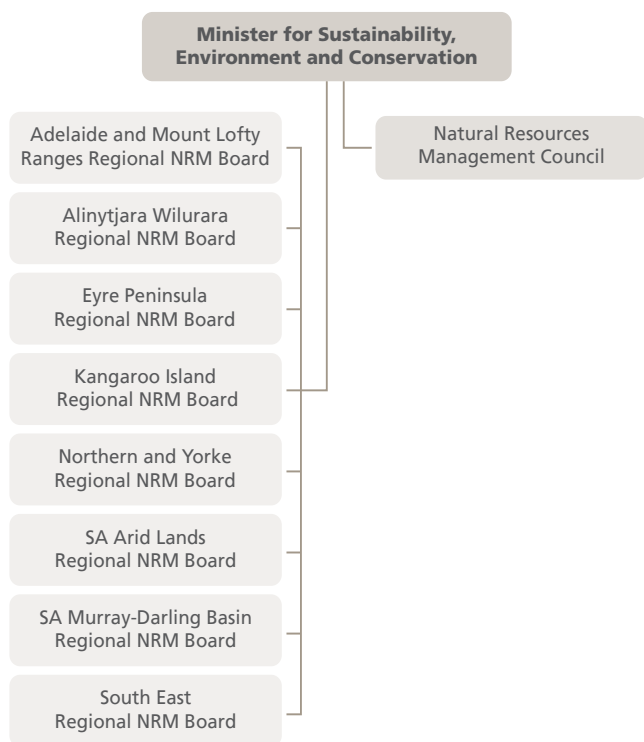 Minister for Sustainability,
Environment and Conservation
Adelaide and Mount Lofty
Ranges Regional NRM Board
Natural Resources
Management Council
Alinytjara Wilurara
Regional NRM Board
Eyre Peninsula
Regional NRM Board
Kangaroo Island
Regional NRM Board
Northern and Yorke
Regional NRM Board
SA Arid Lands
Regional NRM Board
SA Murray-Darling Basin
Regional NRM Board
South East
Regional NRM Board